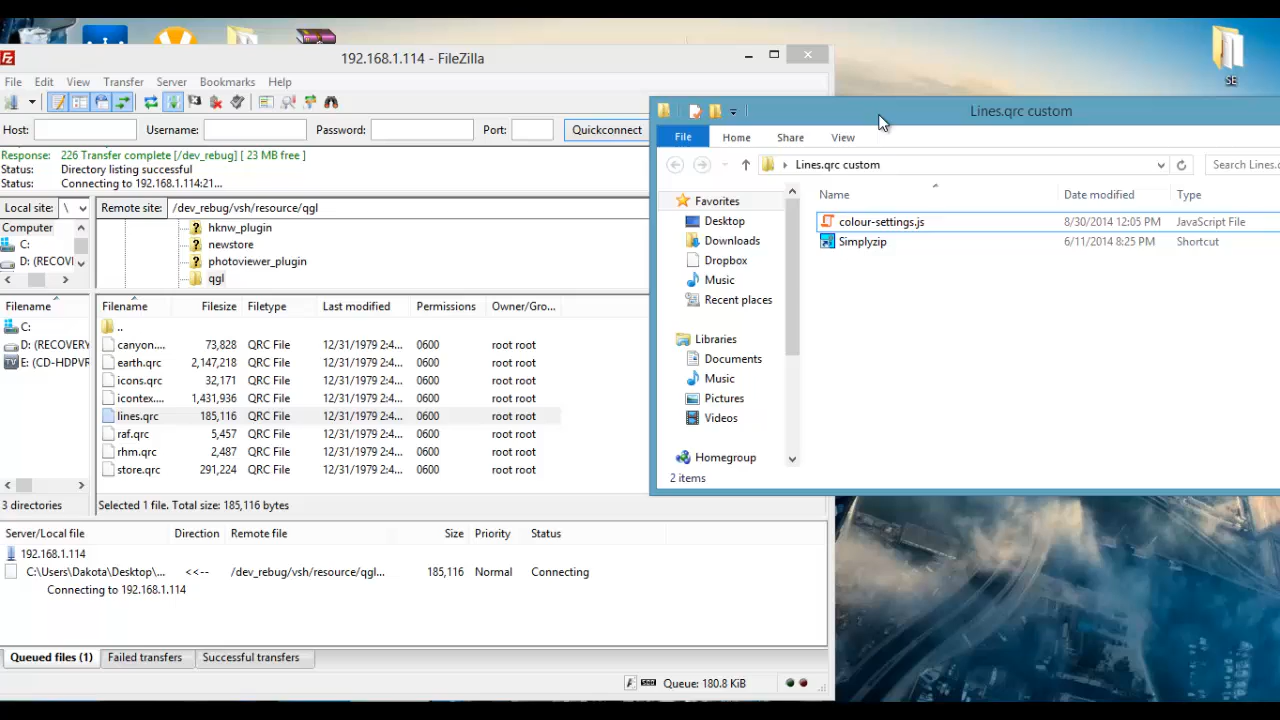 SE
192.168.1.114 - FileZilla
File Edit View Transfer Server Bookmarks Help
Host: Username: Password: Port: Quickconnect
Response: 226 Transfer complete [/dev_rebug] [ 23 MB free ]
Status: Directory listing successful
Status: Connecting to 192.168.1.114:21...
Local site: \ Remote site: /dev_rebug/vsh/resource/qgl
Computer
C:
D: (RECOVI
hknw_plugin
newstore
photoviewer_plugin
qgl
Filename
C:
D: (RECOVERY
E: (CD-HDPVR
3 directories
Filename Filesize Filetype Last modified Permissions Owner/Gro...
..
canyon.... 73,828 QRC File 12/31/1979 2:4... 0600 root root
earth.qrc 2,147,218 QRC File 12/31/1979 2:4... 0600 root root
icons.qrc 32,171 QRC File 12/31/1979 2:4... 0600 root root
icontex.... 1,431,936 QRC File 12/31/1979 2:4... 0600 root root
lines.qrc 185,116 QRC File 12/31/1979 2:4... 0600 root root
raf.qrc 5,457 QRC File 12/31/1979 2:4... 0600 root root
rhm.qrc 2,487 QRC File 12/31/1979 2:4... 0600 root root
store.qrc 291,224 QRC File 12/31/1979 2:4... 0600 root root
Selected 1 file. Total size: 185,116 bytes
Server/Local file Direction Remote file Size Priority Status
192.168.1.114
C:\Users\Dakota\Desktop\... <<-- /dev_rebug/vsh/resource/qgl... 185,116 Normal Connecting
Connecting to 192.168.1.114
Queued files (1) Failed transfers Successful transfers
Queue: 180.8 KiB
Lines.qrc custom
File Home Share View
Lines.qrc custom Search Lines.
Favorites
Desktop
Downloads
Dropbox
Music
Recent places
Libraries
Documents
Music
Pictures
Videos
Homegroup
Name Date modified Type
colour-settings.js 8/30/2014 12:05 PM JavaScript File
Simplyzip 6/11/2014 8:25 PM Shortcut
2 items